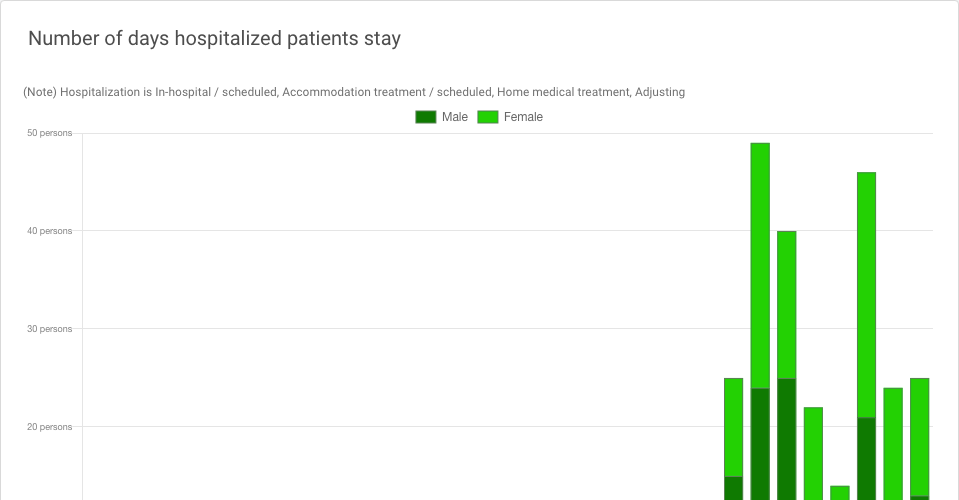 Number of days hospitalized patients stay
(Note) Hospitalization is In-hospital / scheduled, Accommodation treatment / scheduled, Home medical treatment, Adjusting
Male Female
50 persons
40 persons
30 persons
20 persons